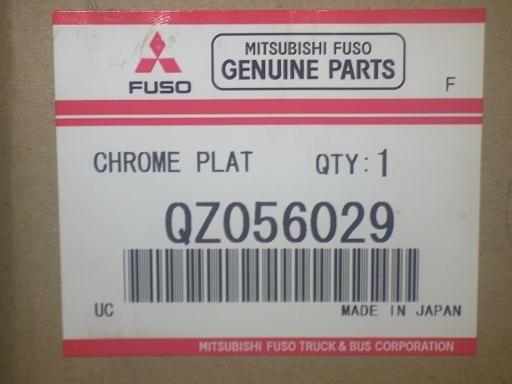 FUSO
MITSUBISHI FUSO
GENUINE PARTS
F
CHROME PLAT QTY:1
QZ056029
UC MADE IN JAPAN
MITSUBISHI FUSO TRUCK & BUS CORPORATION